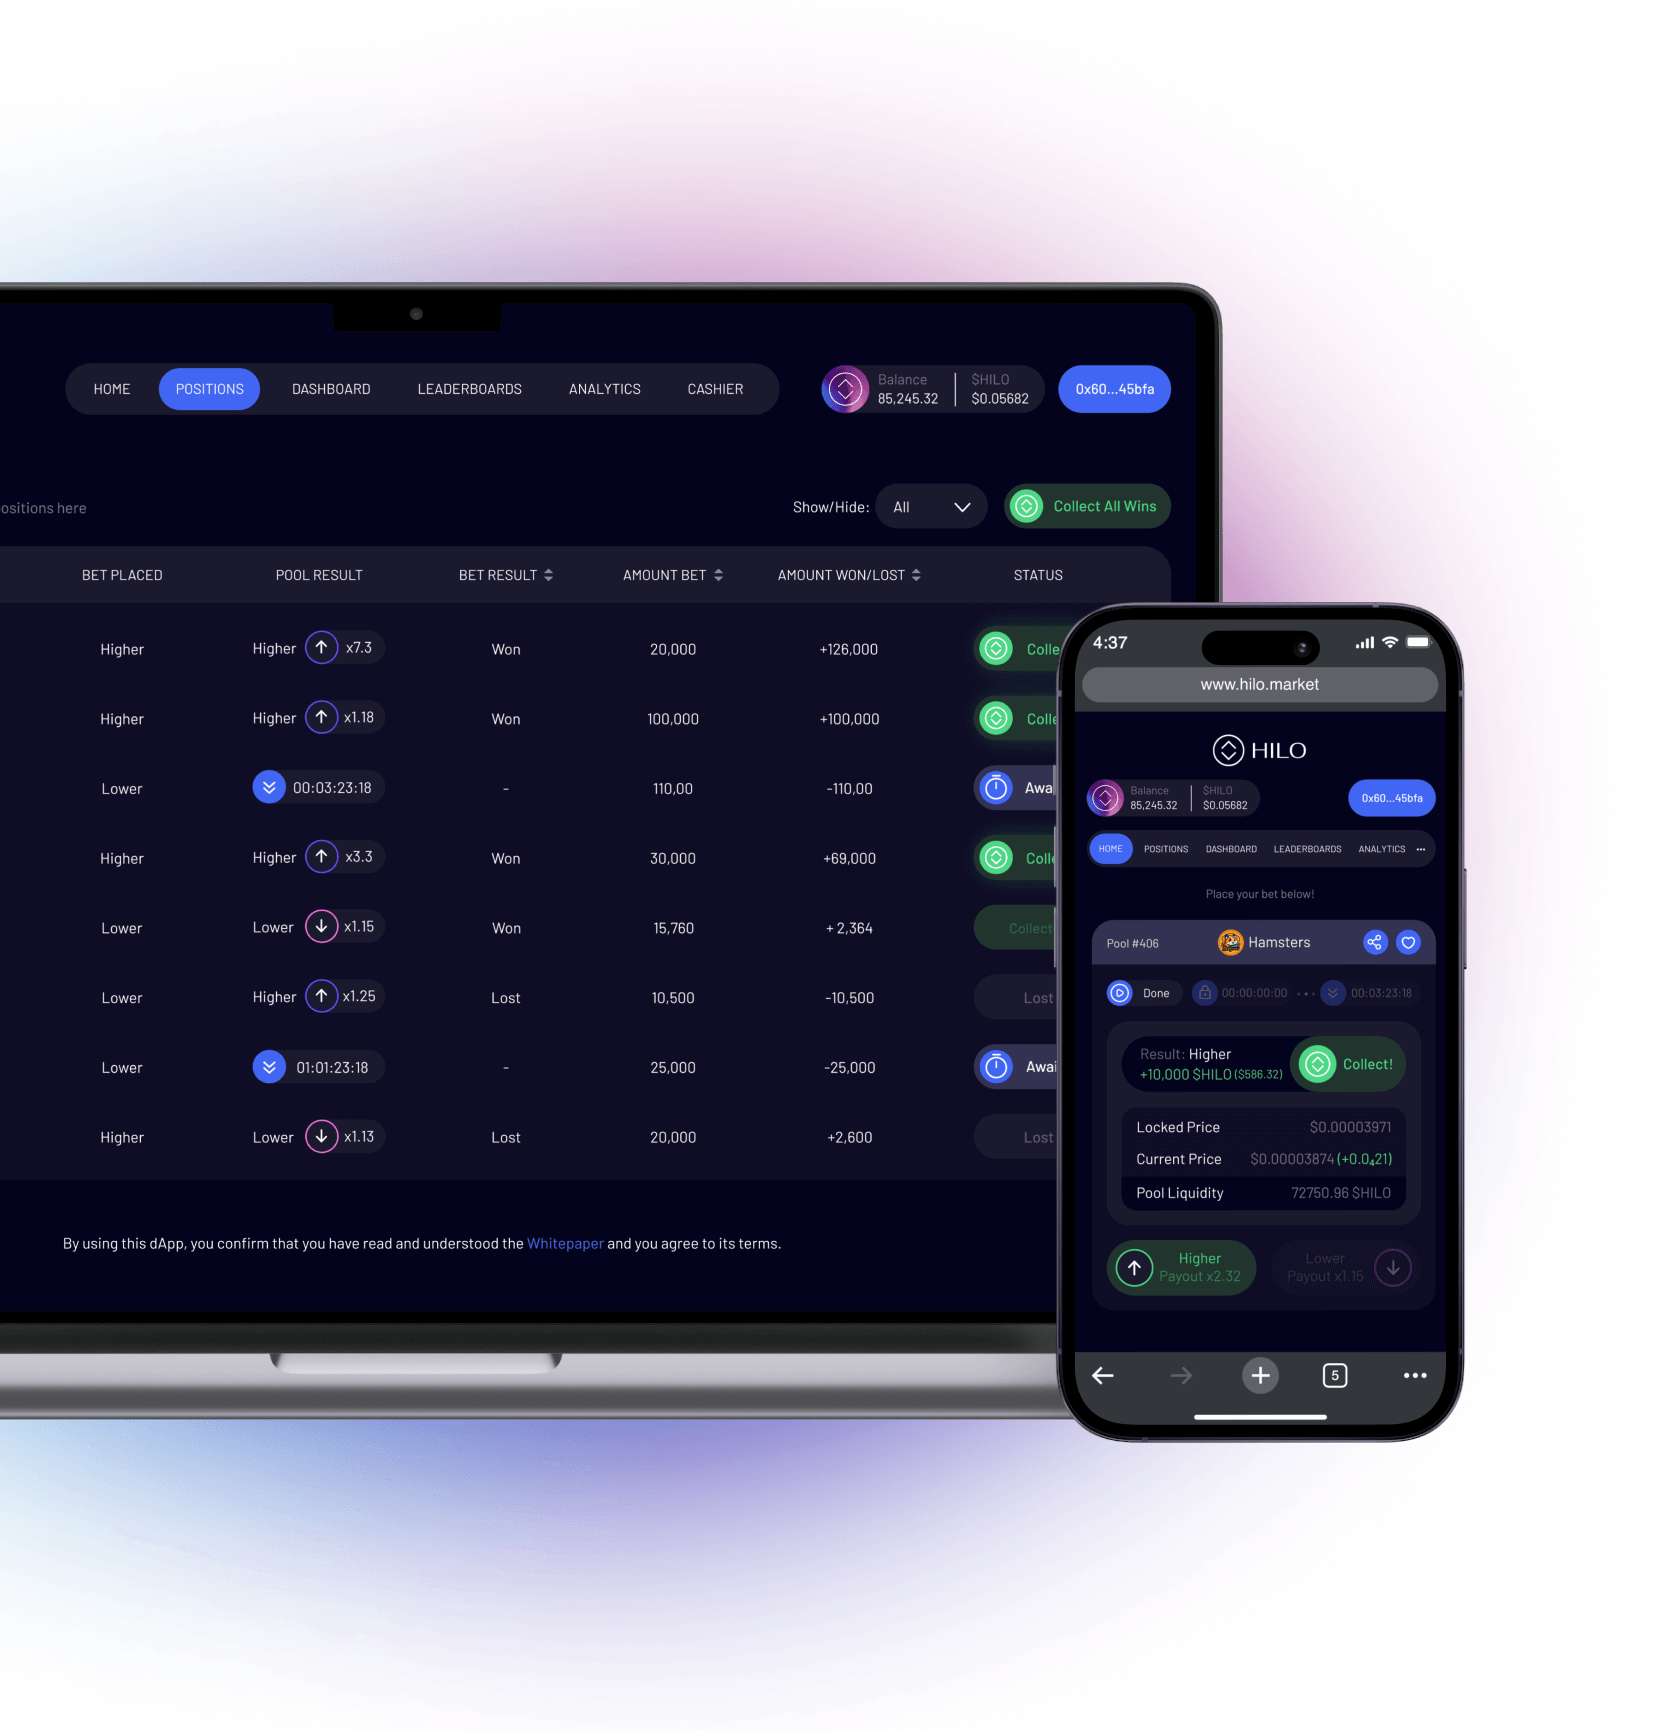 HOME POSITIONS DASHBOARD LEADERBOARDS ANALYTICS CASHIER
Balance 85,245.32
$HILO $0.05682
0x60...45bfa
ositions here
Show/Hide: All
Collect All Wins
BET PLACED POOL RESULT BET RESULT AMOUNT BET AMOUNT WON/LOST STATUS
Higher Higher x7.3 Won 20,000 +126,000 Colle
Higher Higher x1.18 Won 100,000 +100,000 Colle
Lower 00:03:23:18 - 110,00 -110,00 Awa
Higher Higher x3.3 Won 30,000 +69,000 Colle
Lower Lower x1.15 Won 15,760 + 2,364 Collect
Lower Higher x1.25 Lost 10,500 -10,500 Lost
Lower 01:01:23:18 - 25,000 -25,000 Awai
Higher Lower x1.13 Lost 20,000 +2,600 Lost
By using this dApp, you confirm that you have read and understood the Whitepaper and you agree to its terms.
4:37
www.hilo.market
HILO
Balance 85,245.32
$HILO $0.05682
0x60...45bfa
HOME POSITIONS DASHBOARD LEADERBOARDS ANALYTICS ...
Place your bet below!
Pool #406 Hamsters
Done 00:00:00:00 ... 00:03:23:18
Result: Higher
+10,000 $HILO ($586.32)
Collect!
Locked Price $0.00003971
Current Price $0.00003874 (+0.0₄21)
Pool Liquidity 72750.96 $HILO
Higher
Payout x2.32
Lower
Payout x1.15
5